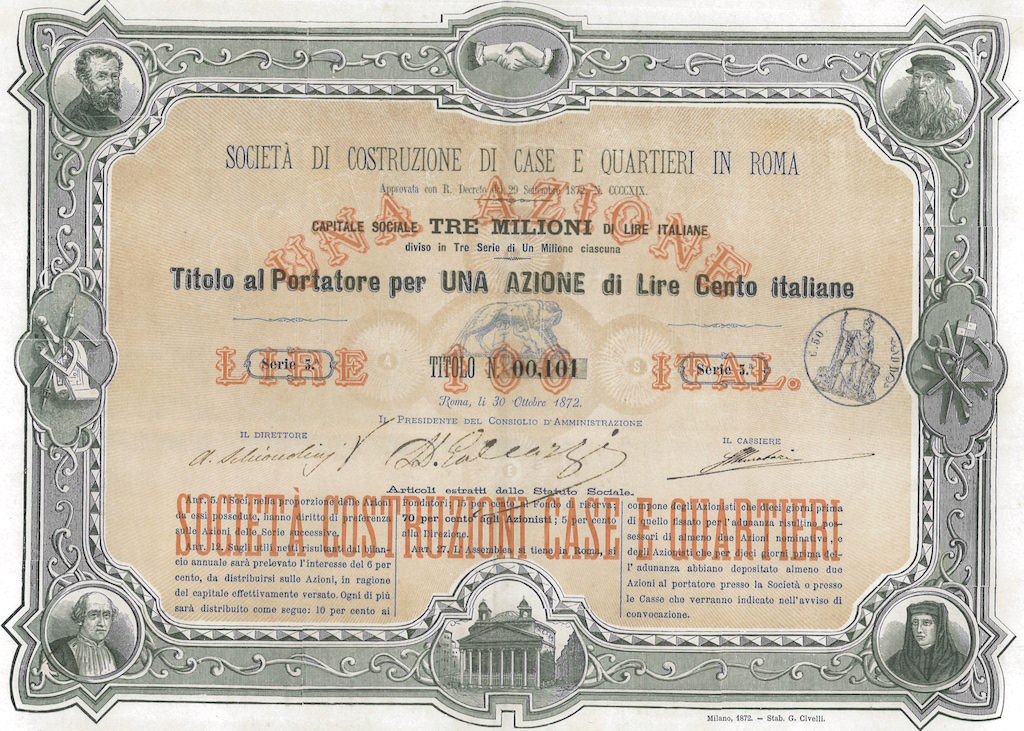 SOCIETÀ DI COSTRUZIONE DI CASE E QUARTIERI IN ROMA
Approvata con R. Decreto 29 Settembre 1872 N. CCCCXIX.
UNA AZIONE
CAPITALE SOCIALE TRE MILIONI DI LIRE ITALIANE
diviso in Tre Serie di Un Milione ciascuna
Titolo al Portatore per UNA AZIONE di Lire Cento italiane
C. 50
LIRE 100 ITAL.
Serie 3.ª TITOLO N. 00,101 Serie 3.ª
Roma, li 30 Ottobre 1872.
IL PRESIDENTE DEL CONSIGLIO D'AMMINISTRAZIONE
IL DIRETTORE
IL CASSIERE
Articoli estratti dallo Statuto Sociale.
SOCIETÀ COSTRUZIONI CASE E QUARTIERI
ART. 5. I Soci, nella proporzione delle Azioni
da essi possedute, hanno diritto di preferenza
sulle Azioni delle Serie successive.
ART. 12. Sugli utili netti risultanti dal bilan-
cio annuale sarà prelevato l'interesse del 6 per
cento, da distribuirsi sulle Azioni, in ragione
del capitale effettivamente versato. Ogni di più
sarà distribuito come segue: 10 per cento ai
Fondatori; 15 per cento al Fondo di riserva;
70 per cento agli Azionisti; 5 per cento
alla Direzione.
ART. 27. L'Assemblea si tiene in Roma, si
compone degli Azionisti che dieci giorni prima
di quello fissato per l'adunanza risultino pos-
sessori di almeno due Azioni nominative, e
degli Azionisti che pur dieci giorni prima del-
l'adunanza abbiano depositato almeno due
Azioni al portatore presso la Società o presso
le Casse che verranno indicate nell'avviso di
convocazione.
Milano, 1872. — Stab. G. Civelli.